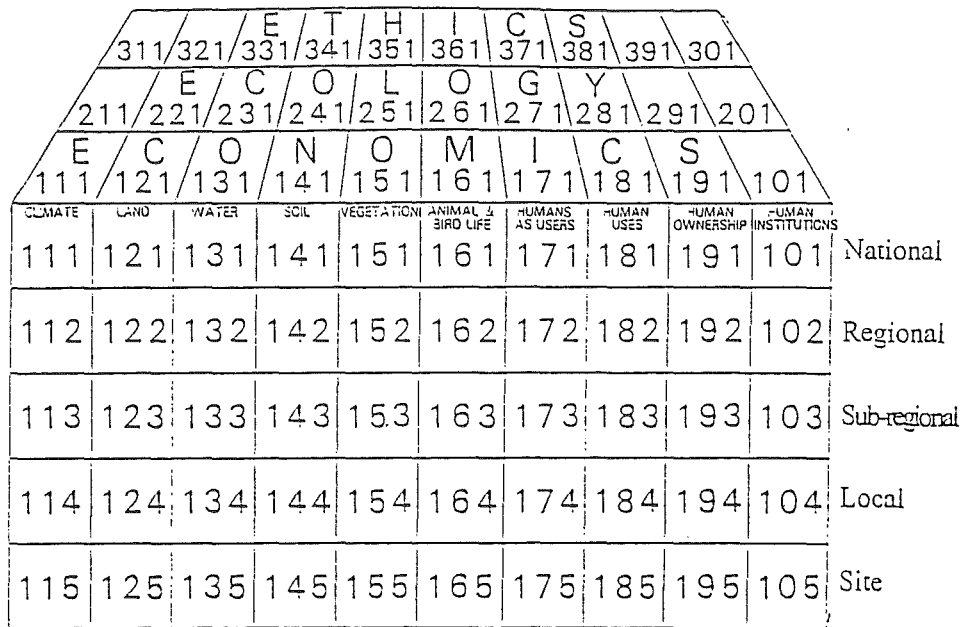 E T H I C S
311 321 331 341 351 361 371 381 391 301
E C O L O G Y
211 221 231 241 251 261 271 281 291 201
E C O N O M I C S
111 121 131 141 151 161 171 181 191 101
CLIMATE LAND WATER SOIL VEGETATION ANIMAL & BIRD LIFE HUMANS AS USERS HUMAN USES HUMAN OWNERSHIP HUMAN INSTITUTIONS
111 121 131 141 151 161 171 181 191 101 National
112 122 132 142 152 162 172 182 192 102 Regional
113 123 133 143 153 163 173 183 193 103 Sub-regional
114 124 134 144 154 164 174 184 194 104 Local
115 125 135 145 155 165 175 185 195 105 Site